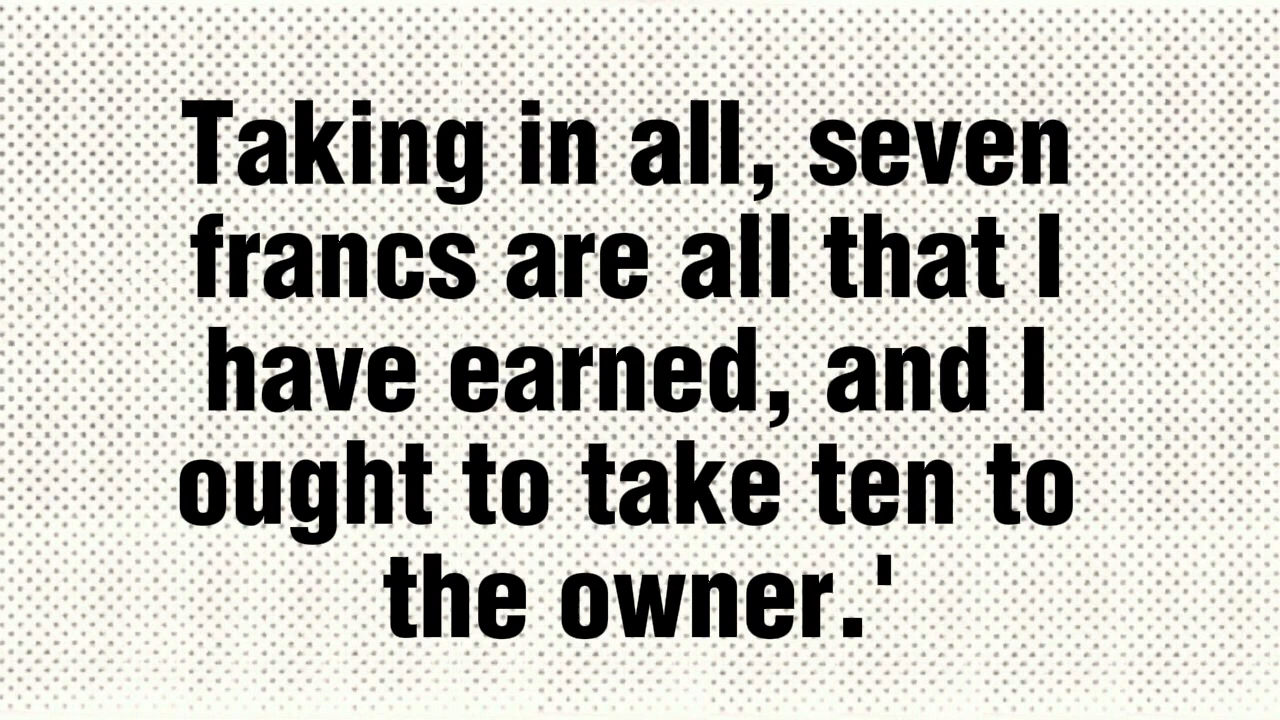 Taking in all, seven
francs are all that I
have earned, and I
ought to take ten to
the owner.'